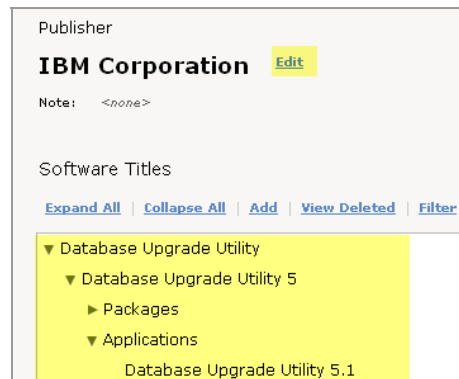 Publisher
IBM Corporation Edit
Note: <none>
Software Titles
Expand All | Collapse All | Add | View Deleted | Filter
Database Upgrade Utility
Database Upgrade Utility 5
Packages
Applications
Database Upgrade Utility 5.1